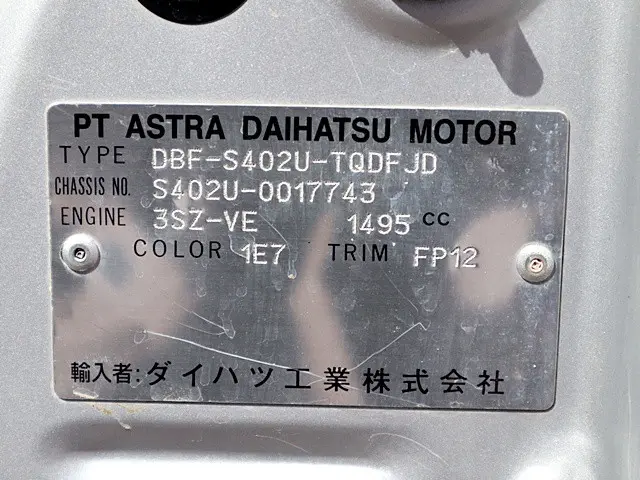 PT ASTRA DAIHATSU MOTOR
TYPE DBF-S402U-TQDFJD
CHASSIS NO. S402U-0017743
ENGINE 3SZ-VE 1495 CC
COLOR 1E7 TRIM FP12
輸入者:ダイハツ工業株式会社